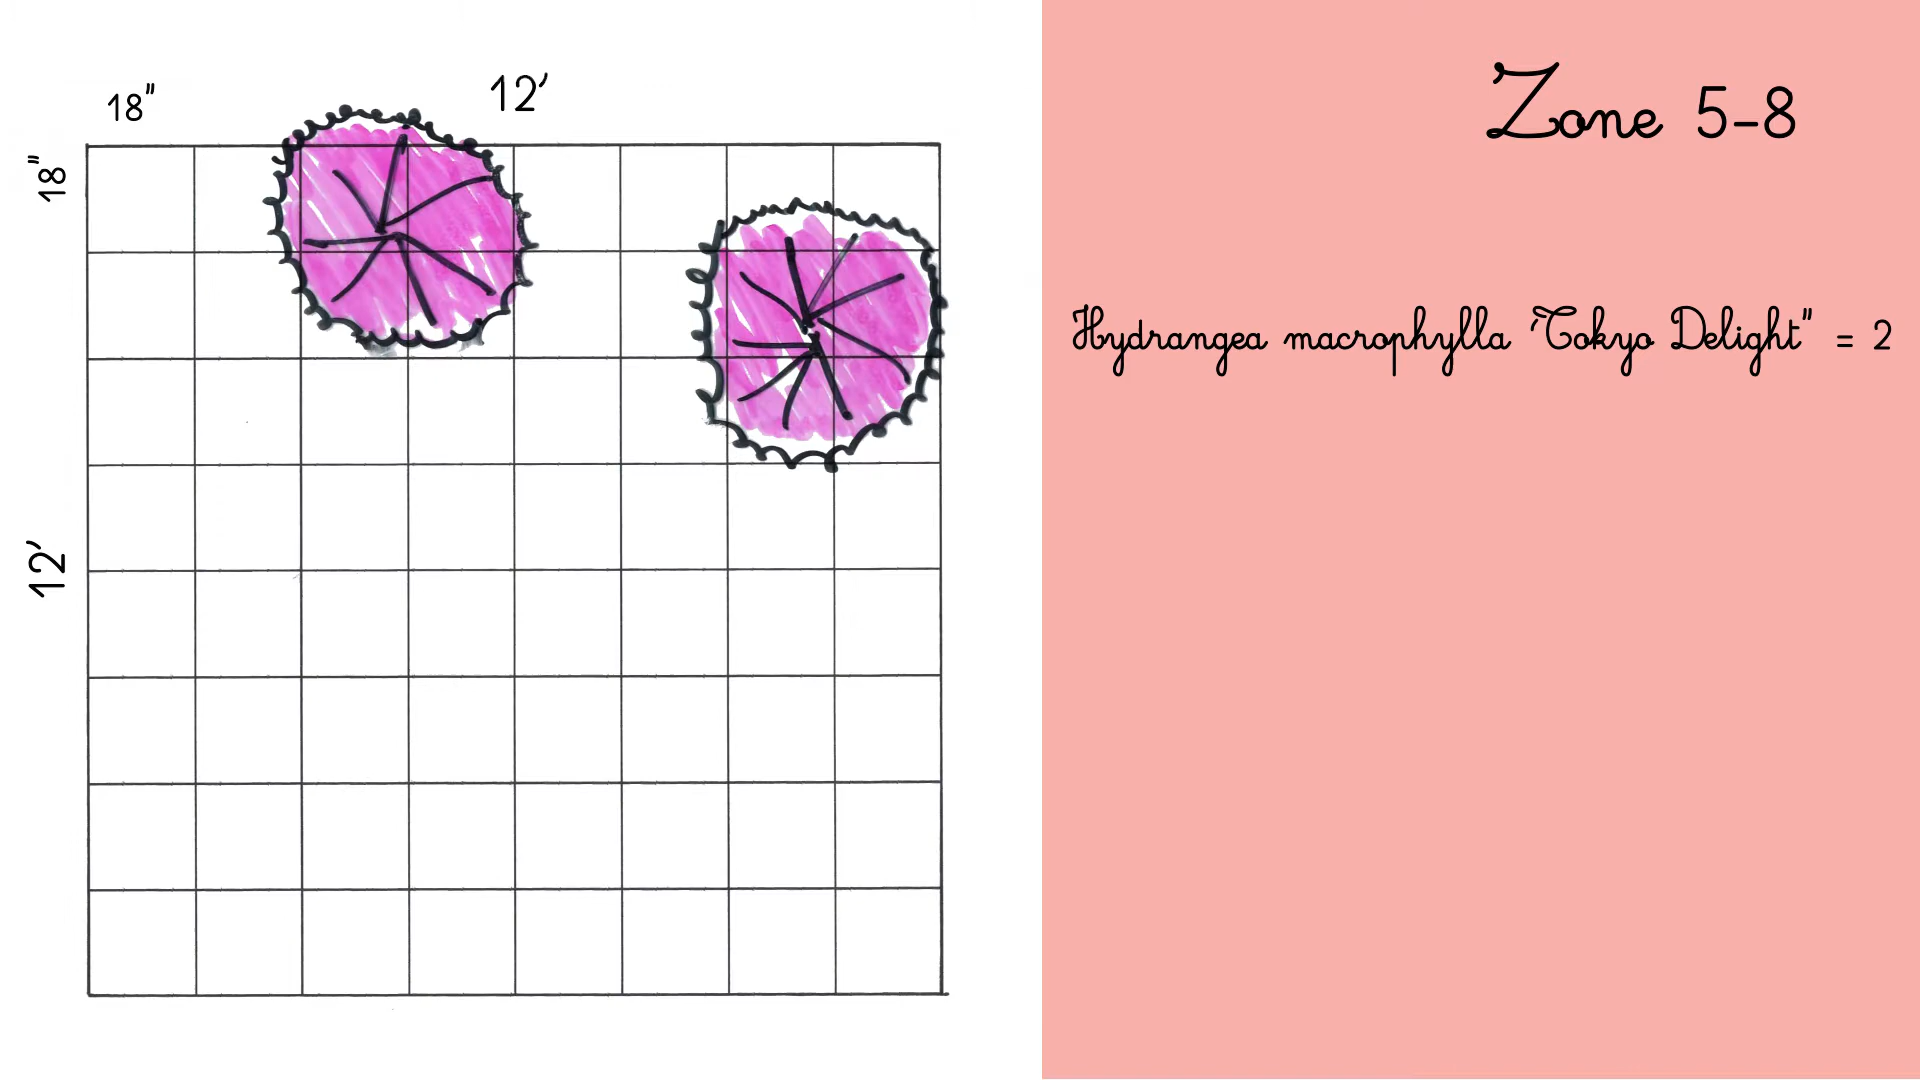 18" 12'
18"
12'
Zone 5-8
Hydrangea macrophylla 'Tokyo Delight" = 2